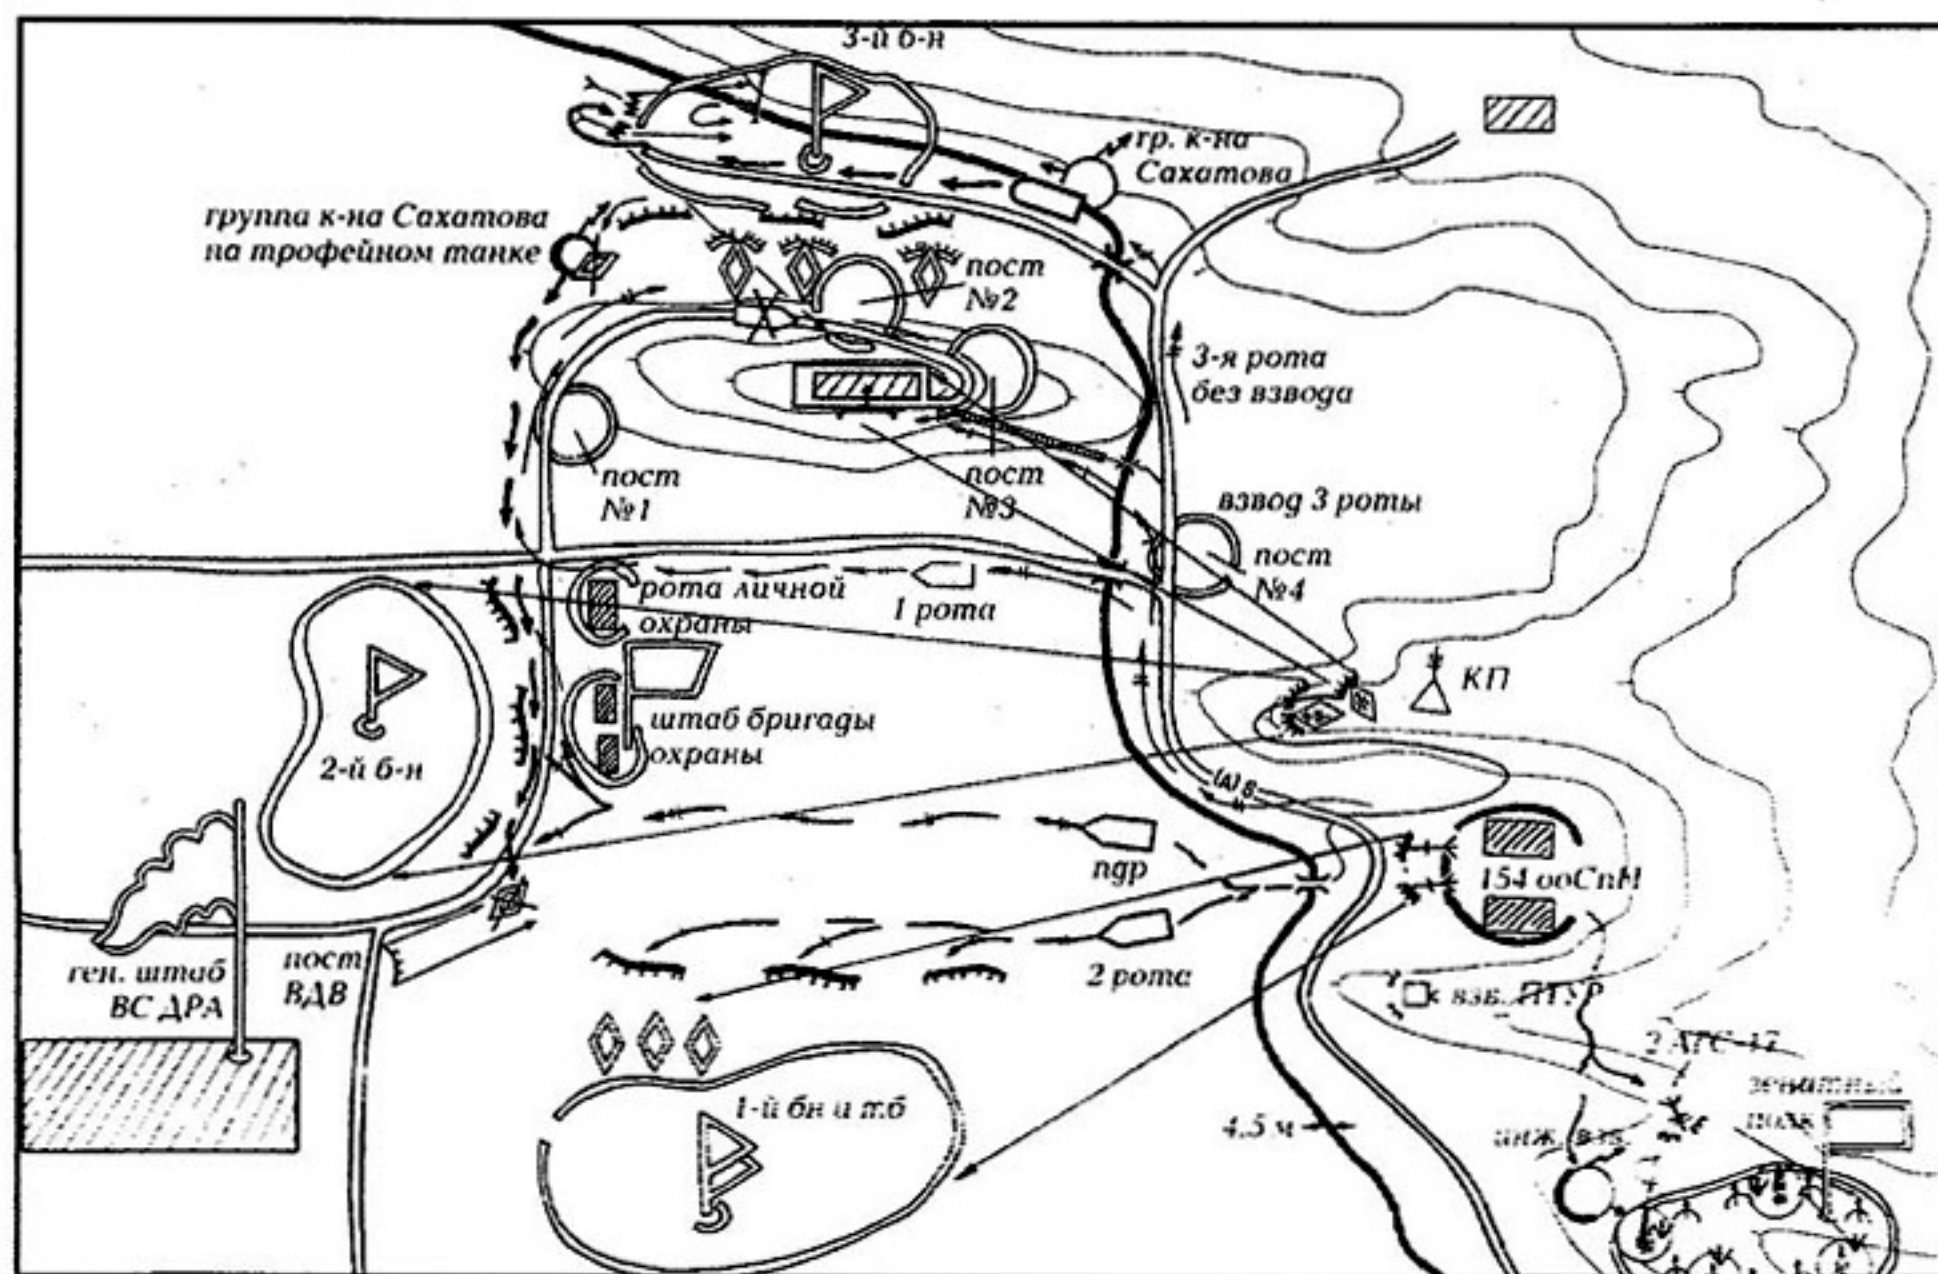 3-й б-н
гр. к-на
Сахатова
группа к-на Сахатова
на трофейном танке
пост
№2
3-я рота
без взвода
пост
№1
пост
№3
взвод 3 роты
пост
№4
рота личной
охраны
1 рота
КП
штаб бригады
охраны
2-й б-н
(А) 8
пдр
154 ооСпН
ген. штаб
ВС ДРА
пост
ВДВ
2 рота
взв. ПТУР
2 АГС-17
зенитный
полк
1-й бн и т.б
4.5 м
инж. взв.